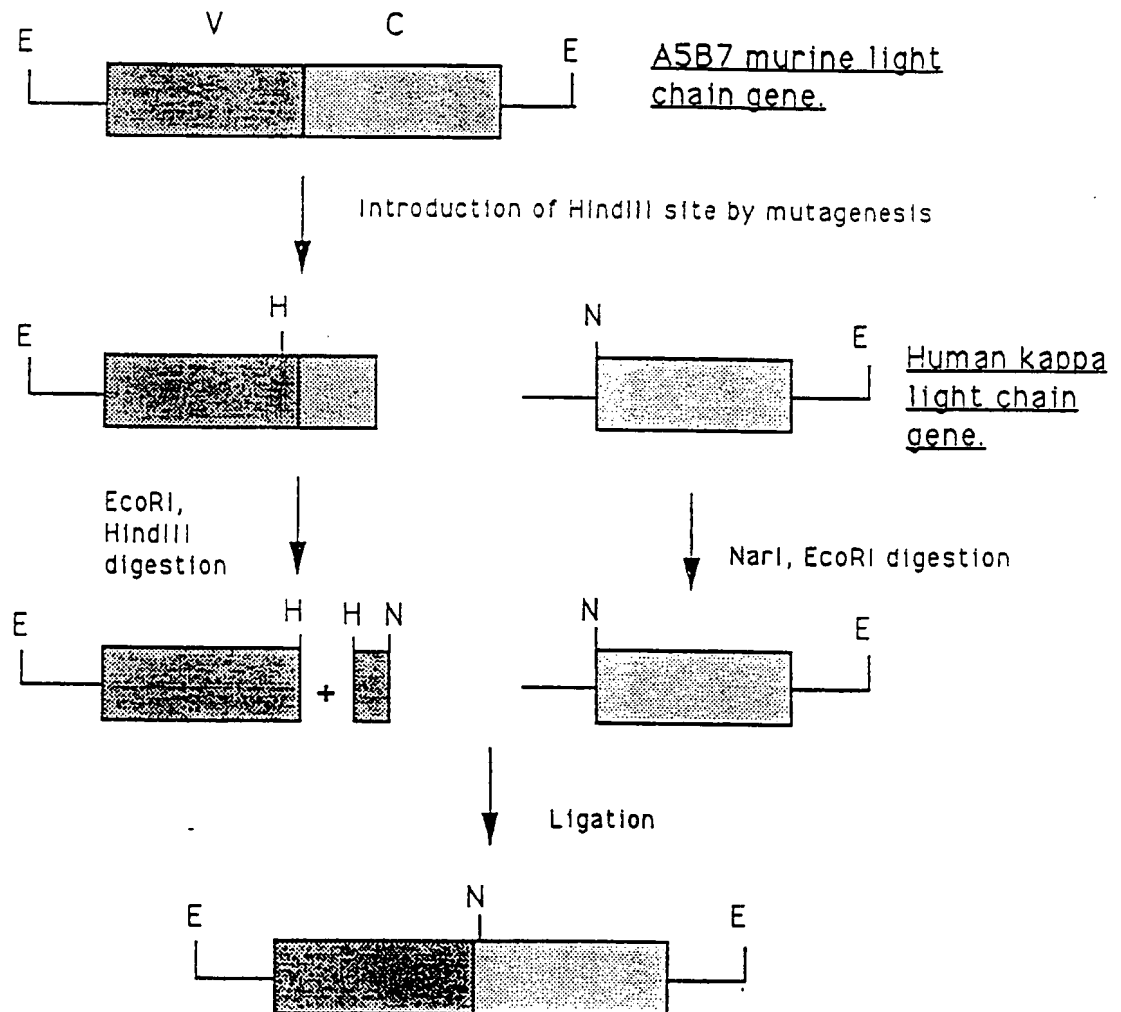 V C
E E
A5B7 murine light
chain gene.
Introduction of HindIII site by mutagenesis
H
E
N
E
Human kappa
light chain
gene.
EcoRI,
HindIII
digestion
NarI, EcoRI digestion
E H H N
+
N E
Ligation
N
E E